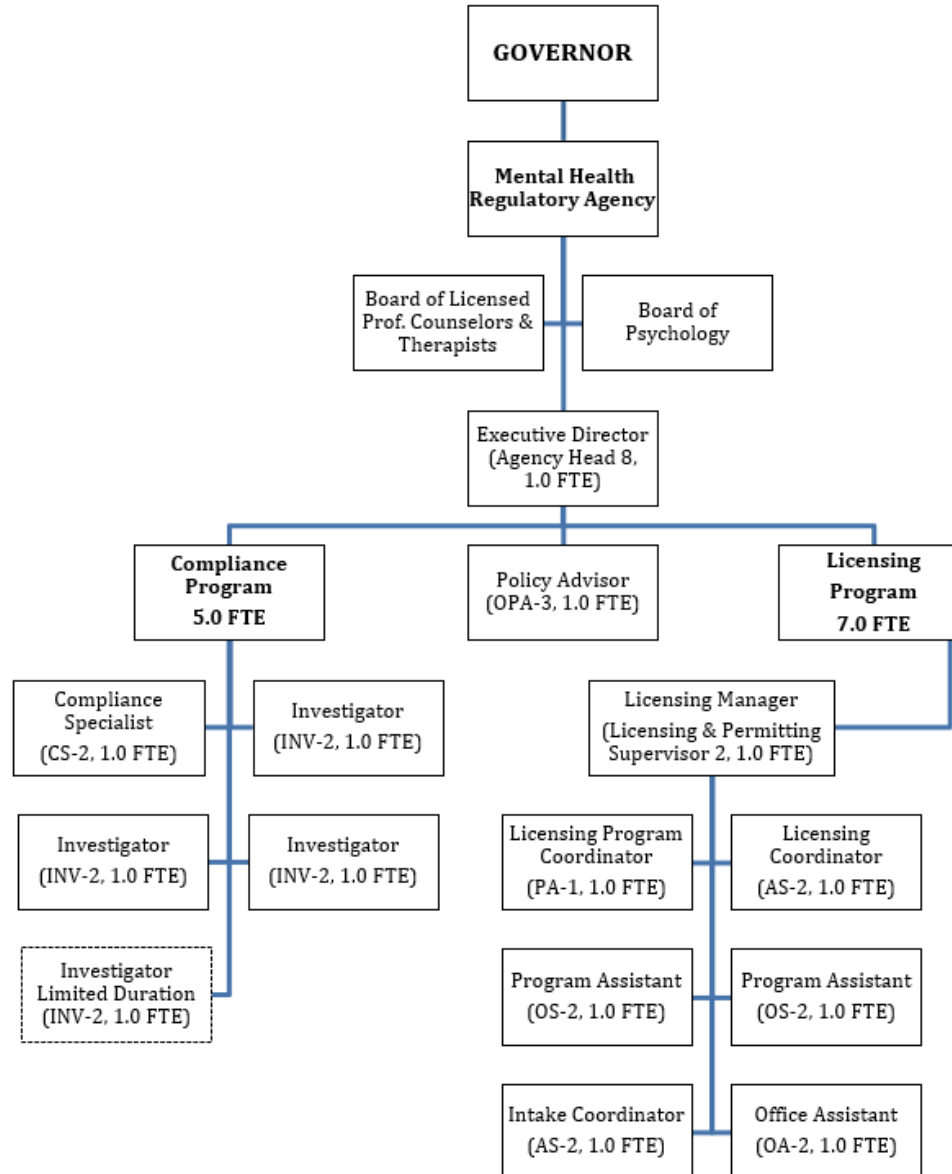 GOVERNOR
Mental Health
Regulatory Agency
Board of Licensed
Prof. Counselors &
Therapists
Board of
Psychology
Executive Director
(Agency Head 8,
1.0 FTE)
Compliance
Program
5.0 FTE
Policy Advisor
(OPA-3, 1.0 FTE)
Licensing
Program
7.0 FTE
Compliance
Specialist
(CS-2, 1.0 FTE)
Investigator
(INV-2, 1.0 FTE)
Investigator
(INV-2, 1.0 FTE)
Investigator
(INV-2, 1.0 FTE)
Investigator
Limited Duration
(INV-2, 1.0 FTE)
Licensing Manager
(Licensing & Permitting
Supervisor 2, 1.0 FTE)
Licensing Program
Coordinator
(PA-1, 1.0 FTE)
Licensing
Coordinator
(AS-2, 1.0 FTE)
Program Assistant
(OS-2, 1.0 FTE)
Program Assistant
(OS-2, 1.0 FTE)
Intake Coordinator
(AS-2, 1.0 FTE)
Office Assistant
(OA-2, 1.0 FTE)